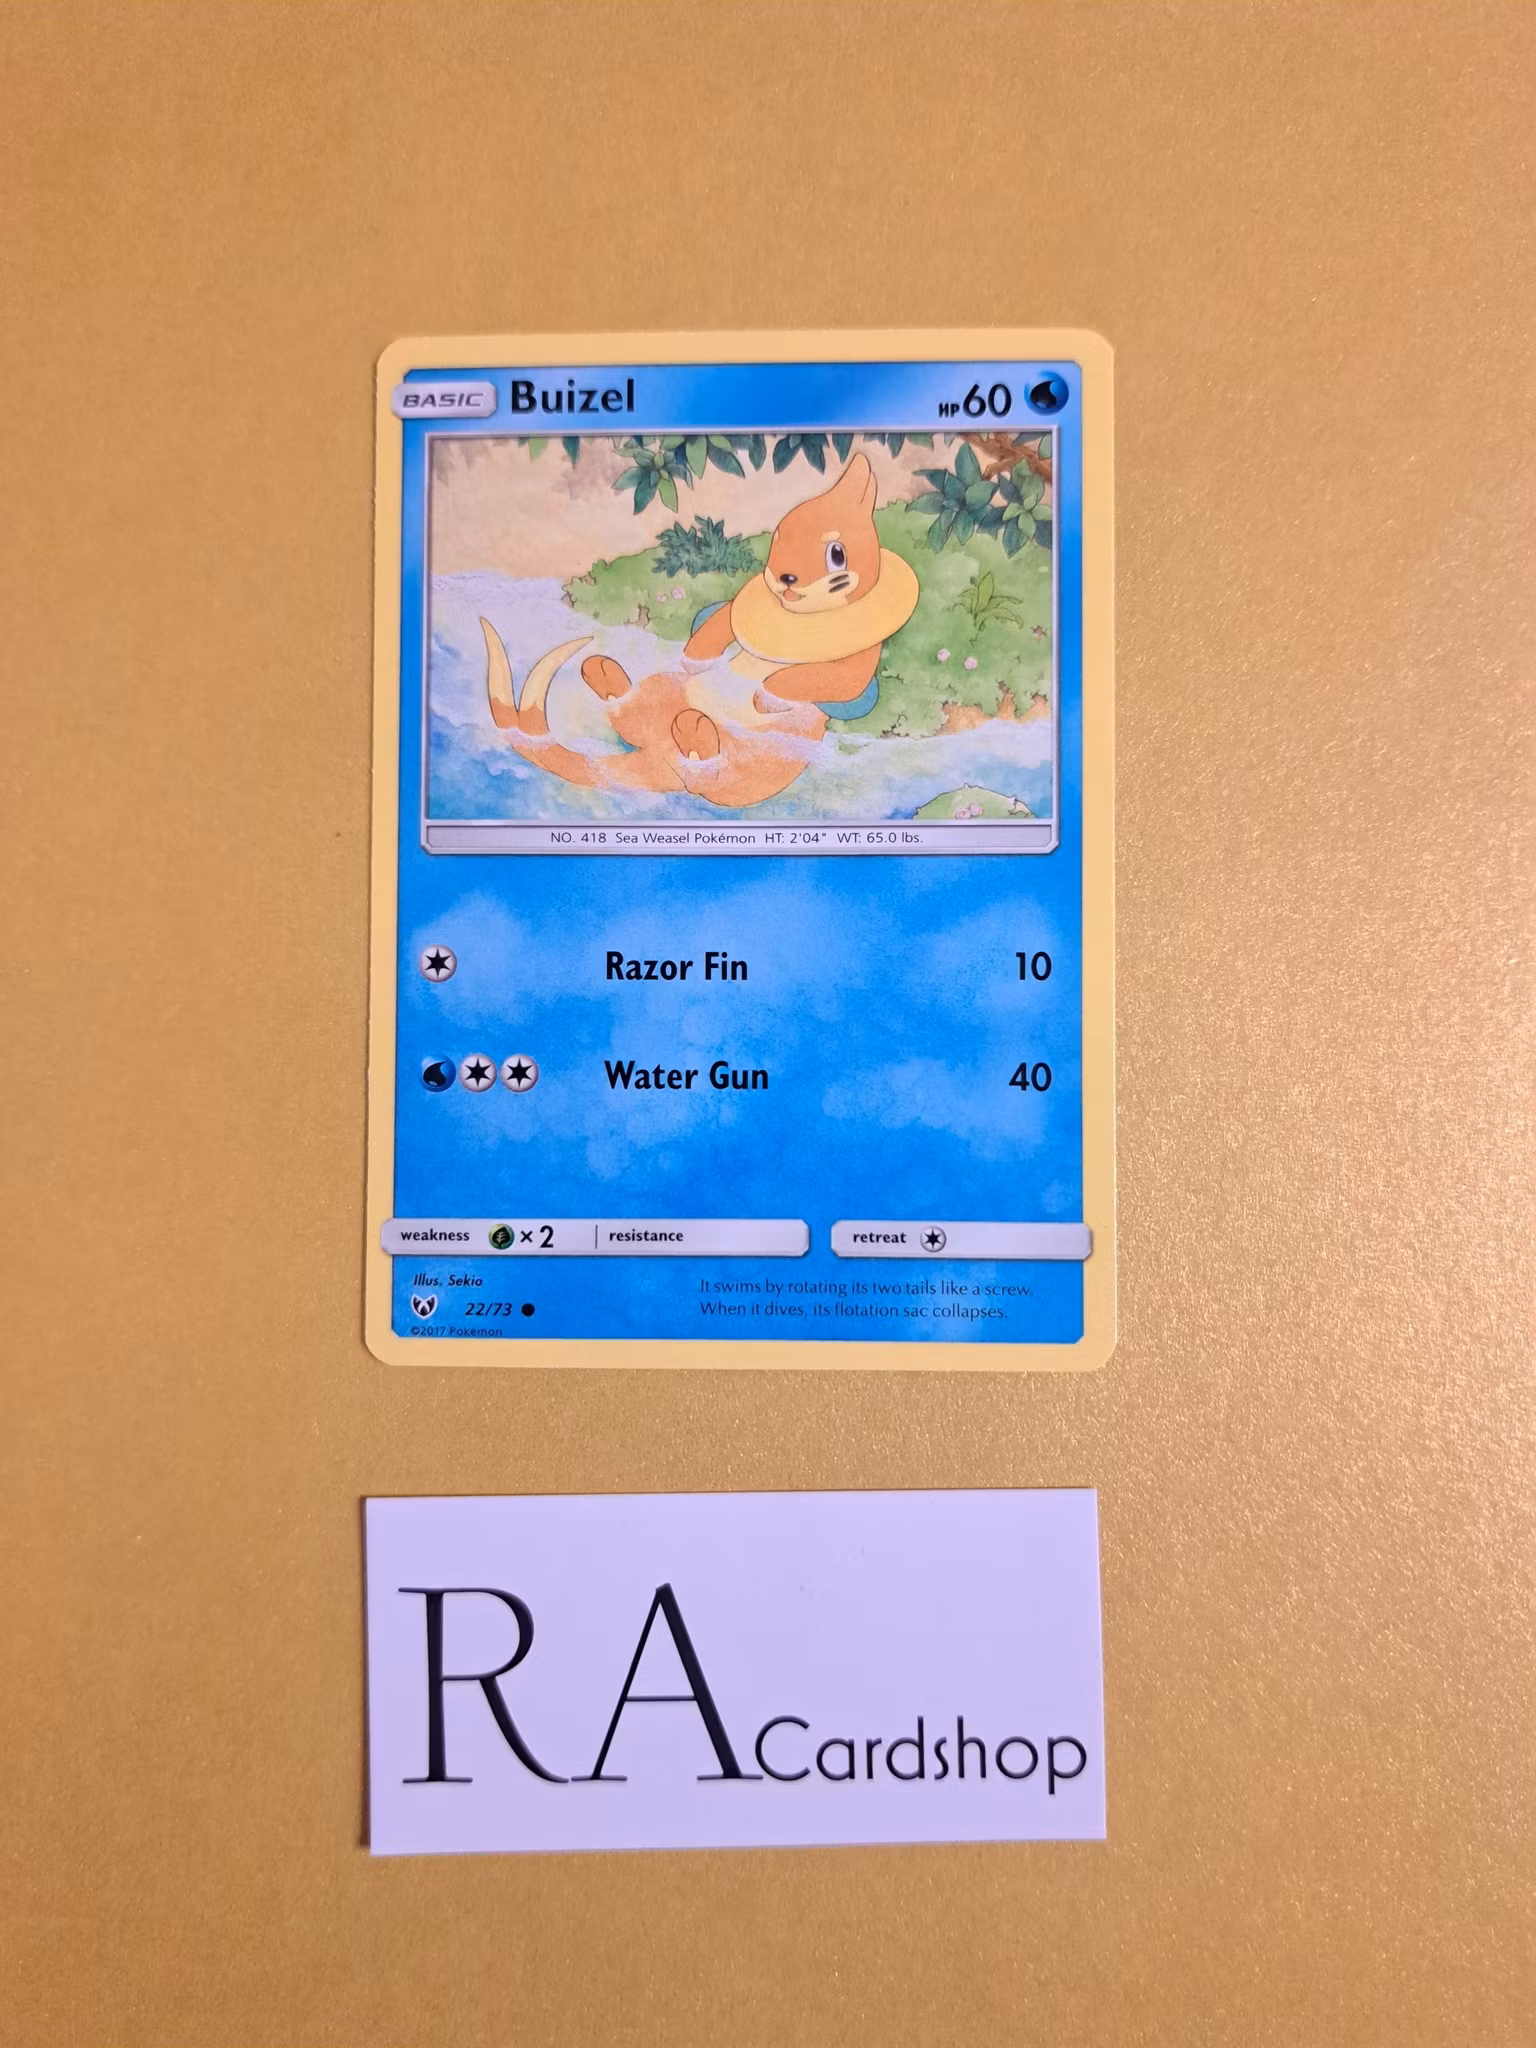 BASIC Buizel HP60
NO. 418 Sea Weasel Pokémon HT: 2'04" WT: 65.0 lbs.
Razor Fin 10
Water Gun 40
weakness ×2 resistance retreat
Illus. Sekio
It swims by rotating its two tails like a screw.
22/73
When it dives, its flotation sac collapses.
©2017 Pokémon
RA Cardshop